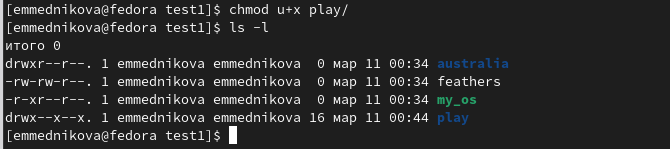 [emmednikova@fedora test1]$ chmod u+x play/
[emmednikova@fedora test1]$ ls -l
итого 0
drwxr--r--. 1 emmednikova emmednikova  0 мар 11 00:34 australia
-rw-rw-r--. 1 emmednikova emmednikova  0 мар 11 00:34 feathers
-r-xr--r--. 1 emmednikova emmednikova  0 мар 11 00:34 my_os
drwx--x--x. 1 emmednikova emmednikova 16 мар 11 00:44 play
[emmednikova@fedora test1]$